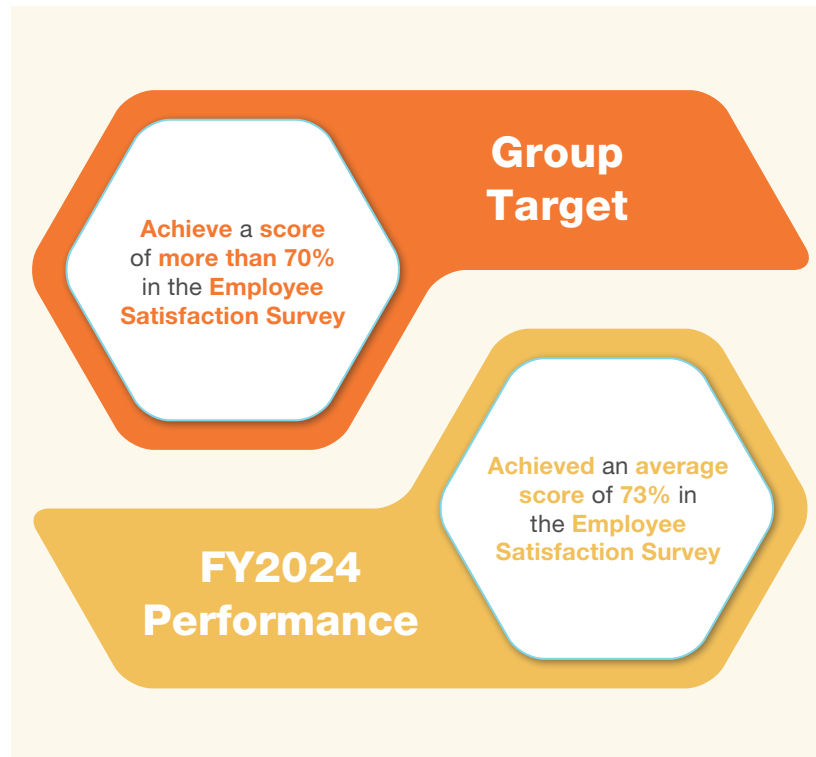 Group
Target
Achieve a score
of more than 70%
in the Employee
Satisfaction Survey
Achieved an average
score of 73% in
the Employee
Satisfaction Survey
FY2024
Performance